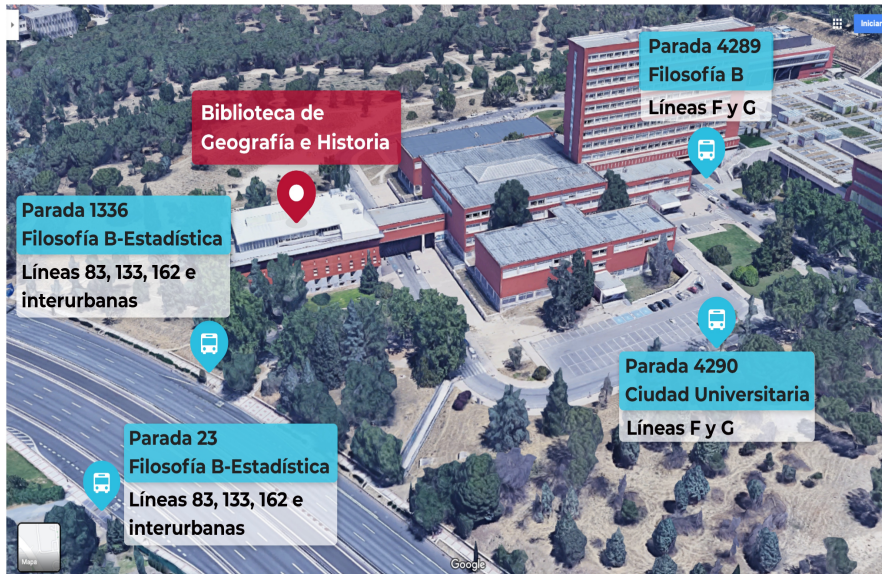 Iniciar
Parada 4289
Filosofía B
Líneas F y G
Biblioteca de
Geografía e Historia
Parada 1336
Filosofía B-Estadística
Líneas 83, 133, 162 e
interurbanas
Parada 4290
Ciudad Universitaria
Líneas F y G
Parada 23
Filosofía B-Estadística
Líneas 83, 133, 162 e
interurbanas
Mapa
Google